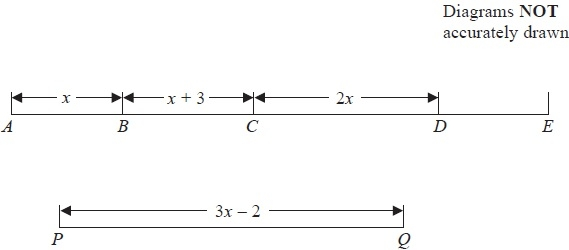 Diagrams NOT
accurately drawn
x
x + 3
2x
A B C D E
3x – 2
P Q